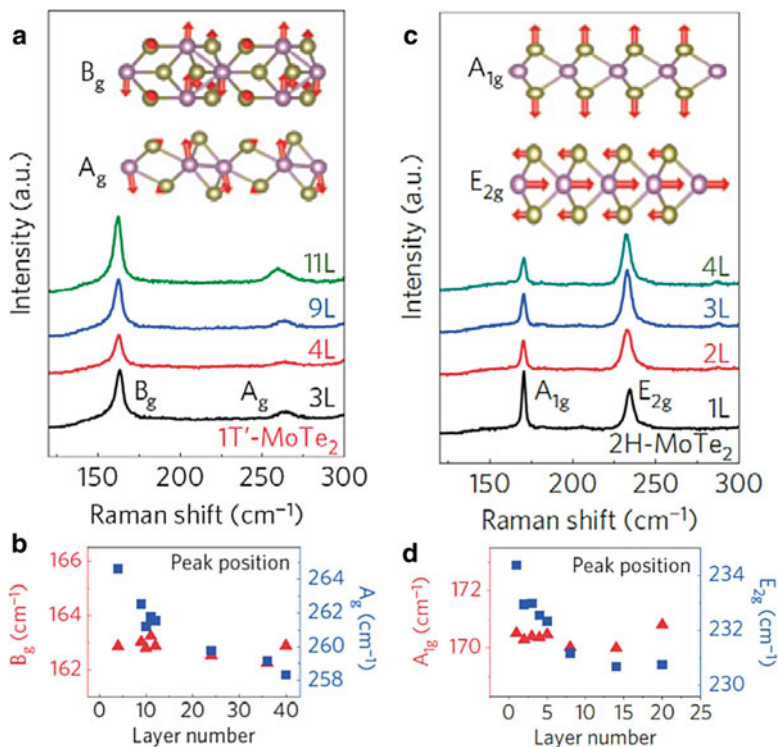 a
B_g
A_g
11L
9L
4L
3L
B_g
A_g
1T'-MoTe₂
Intensity (a.u.)
150 200 250 300
Raman shift (cm⁻¹)
c
A_1g
E_2g
4L
3L
2L
1L
A_1g
E_2g
2H-MoTe₂
Intensity (a.u.)
150 200 250 300
Raman shift (cm⁻¹)
b
Peak position
B_g (cm⁻¹)
166
164
162
A_g (cm⁻¹)
264
262
260
258
0 10 20 30 40
Layer number
d
Peak position
A_1g (cm⁻¹)
172
170
E_2g (cm⁻¹)
234
232
230
0 5 10 15 20 25
Layer number